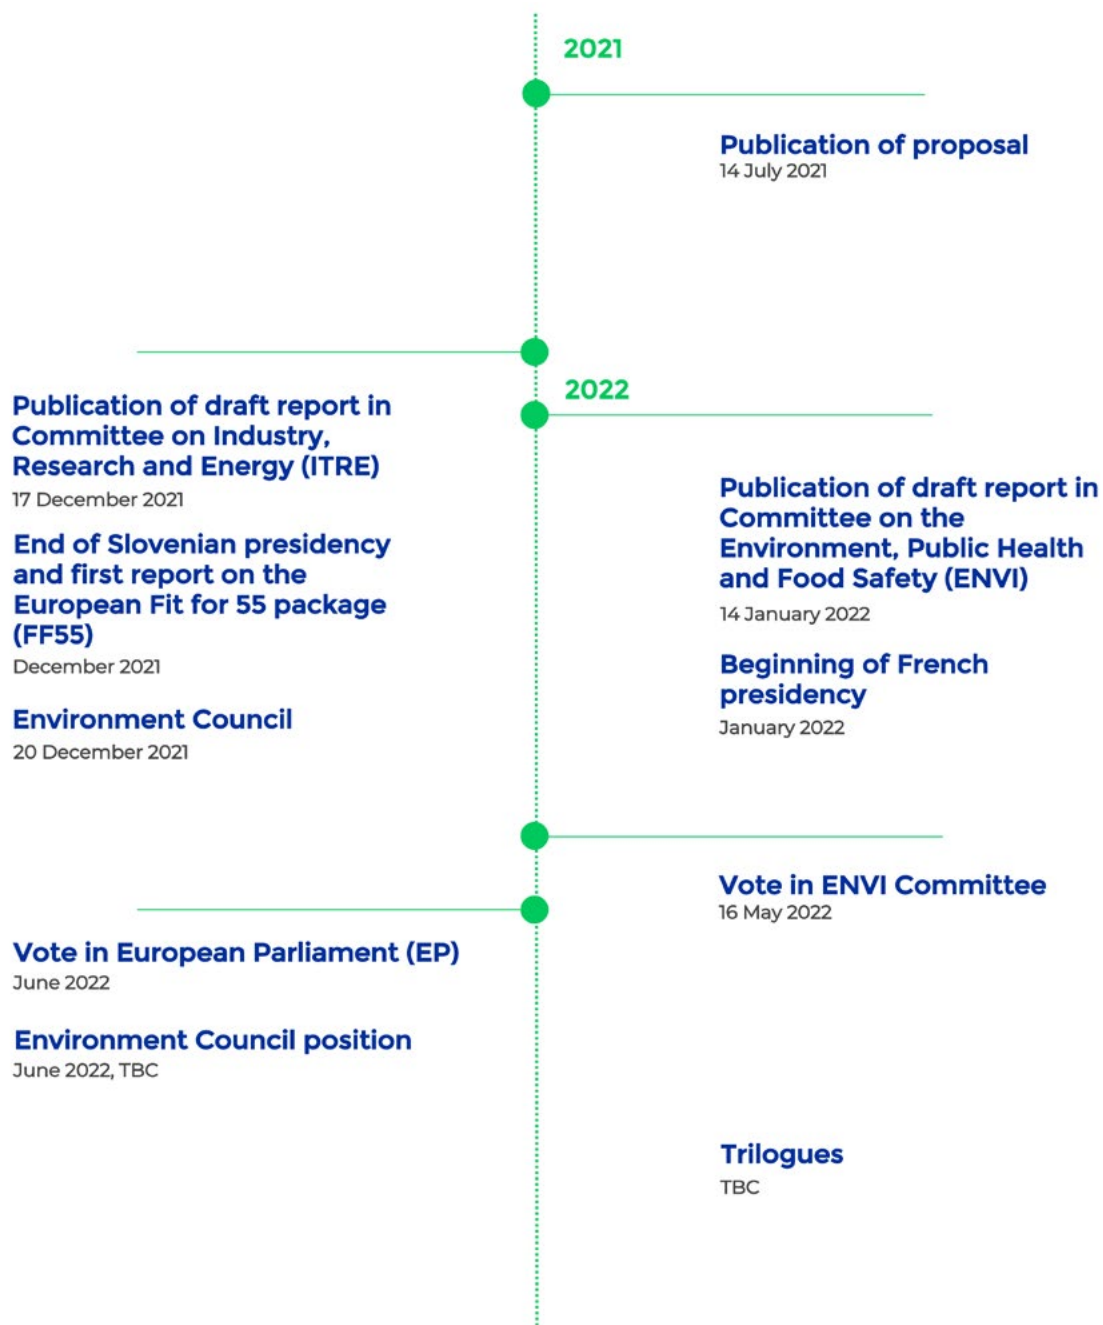 2021
Publication of proposal
14 July 2021
Publication of draft report in
Committee on Industry,
Research and Energy (ITRE)
17 December 2021
End of Slovenian presidency
and first report on the
European Fit for 55 package
(FF55)
December 2021
Environment Council
20 December 2021
2022
Publication of draft report in
Committee on the
Environment, Public Health
and Food Safety (ENVI)
14 January 2022
Beginning of French
presidency
January 2022
Vote in ENVI Committee
16 May 2022
Vote in European Parliament (EP)
June 2022
Environment Council position
June 2022, TBC
Trilogues
TBC